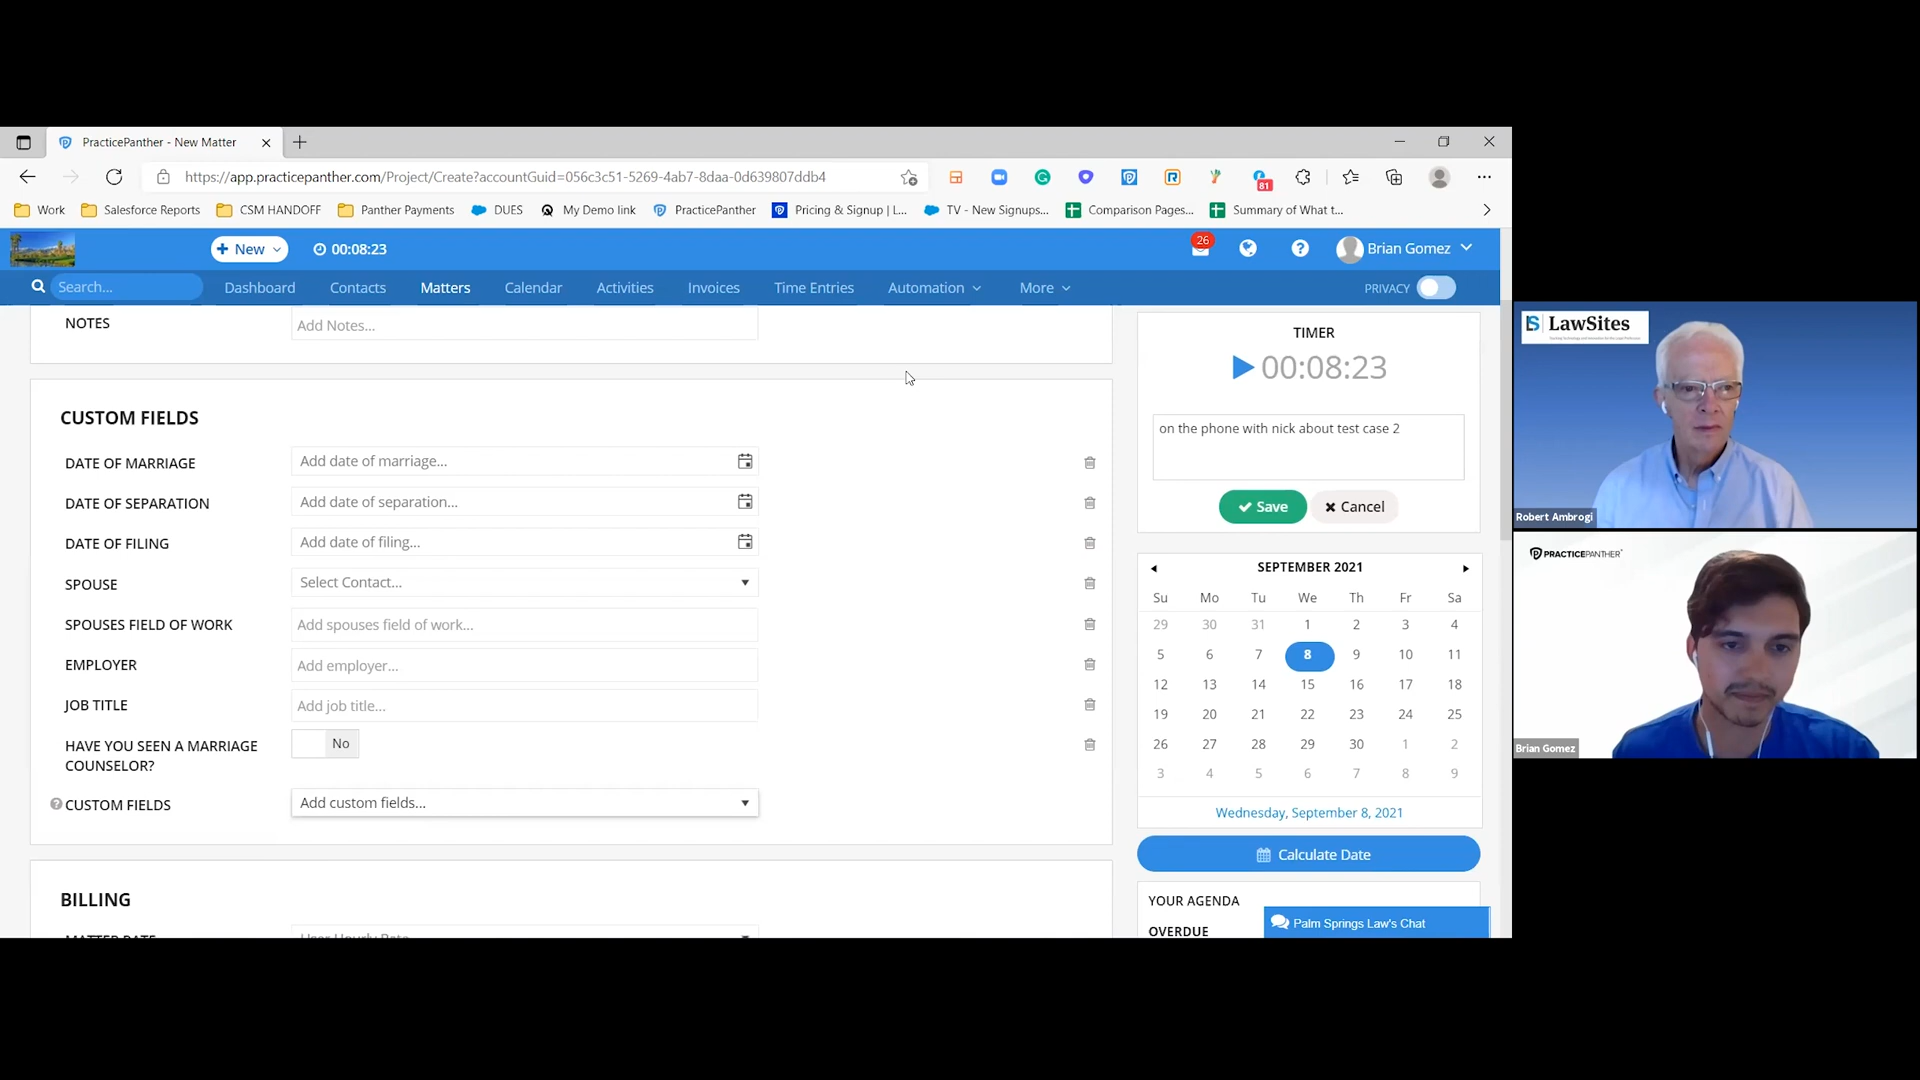 PracticePanther - New Matter
https://app.practicepanther.com/Project/Create?accountGuid=056c3c51-5269-4ab7-8daa-0d639807ddb4
81
Work
Salesforce Reports
CSM HANDOFF
Panther Payments
DUES
My Demo link
PracticePanther
Pricing & Signup | L...
TV - New Signups...
Comparison Pages...
Summary of What t...
New
00:08:23
26
Brian Gomez
Search...
Dashboard
Contacts
Matters
Calendar
Activities
Invoices
Time Entries
Automation
More
PRIVACY
NOTES
Add Notes...
CUSTOM FIELDS
DATE OF MARRIAGE
Add date of marriage...
DATE OF SEPARATION
Add date of separation...
DATE OF FILING
Add date of filing...
SPOUSE
Select Contact...
SPOUSES FIELD OF WORK
Add spouses field of work...
EMPLOYER
Add employer...
JOB TITLE
Add job title...
HAVE YOU SEEN A MARRIAGE
COUNSELOR?
No
CUSTOM FIELDS
Add custom fields...
BILLING
MATTER RATE
User Hourly Rate
TIMER
00:08:23
on the phone with nick about test case 2
Save
Cancel
SEPTEMBER 2021
Su Mo Tu We Th Fr Sa
29 30 31 1 2 3 4
5 6 7 8 9 10 11
12 13 14 15 16 17 18
19 20 21 22 23 24 25
26 27 28 29 30 1 2
3 4 5 6 7 8 9
Wednesday, September 8, 2021
Calculate Date
YOUR AGENDA
OVERDUE
Palm Springs Law's Chat
LS LawSites
Robert Ambrogi
PRACTICEPANTHER
Brian Gomez